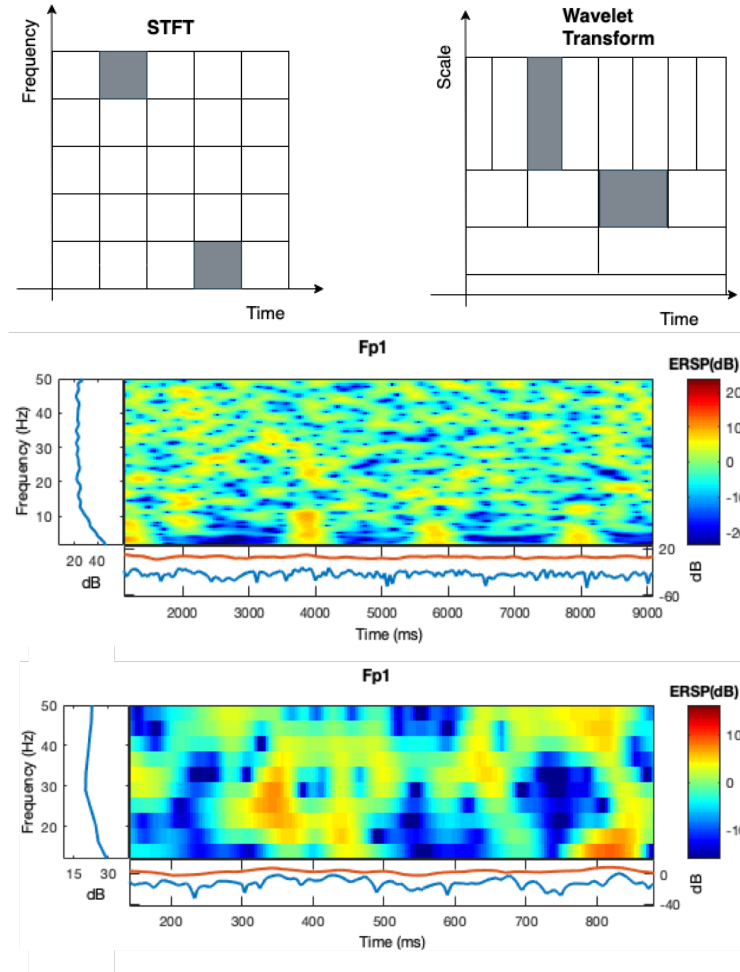 STFT
Frequency
Time
Wavelet
Transform
Scale
Time
Fp1
ERSP(dB)
Frequency (Hz)
50
40
30
20
10
20
10
0
-10
-20
20 40
dB
20
-60
dB
2000 3000 4000 5000 6000 7000 8000 9000
Time (ms)
Fp1
ERSP(dB)
Frequency (Hz)
50
40
30
20
10
0
-10
15 30
dB
0
-40
dB
200 300 400 500 600 700 800
Time (ms)